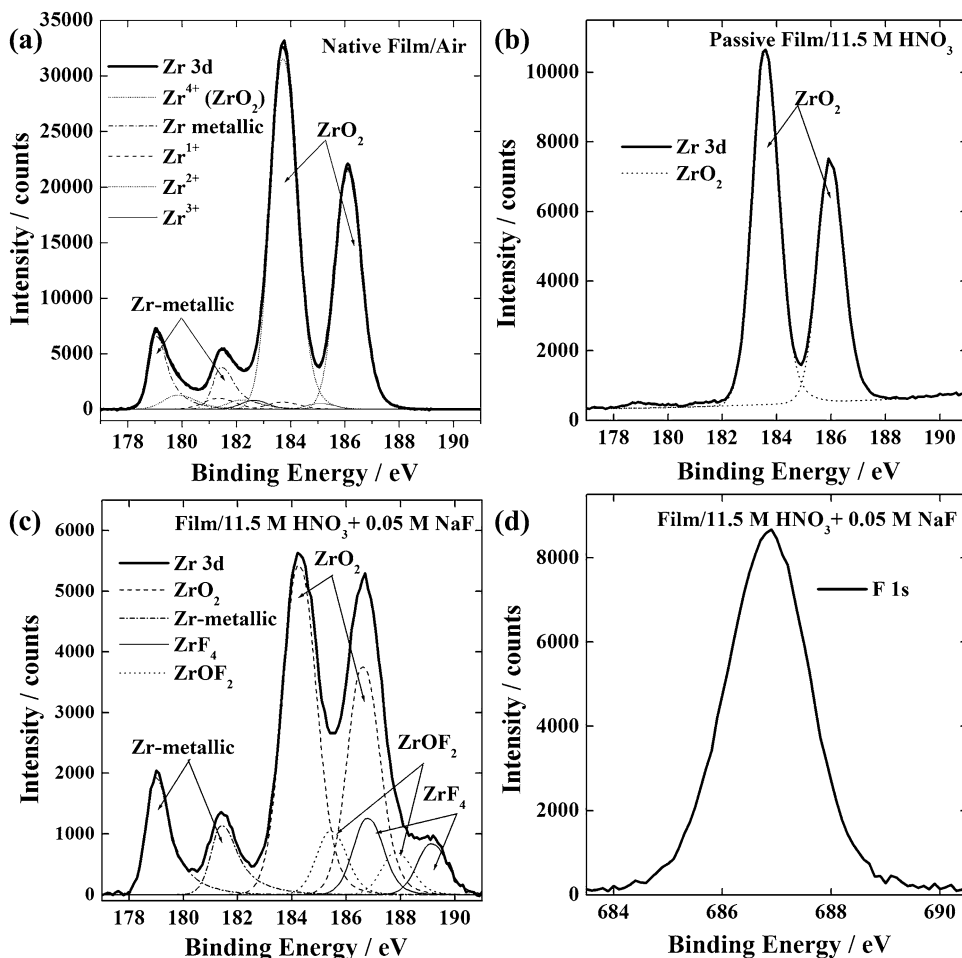 (a)
Native Film/Air
Zr 3d
Zr⁴⁺ (ZrO₂)
Zr metallic
Zr¹⁺
Zr²⁺
Zr³⁺
ZrO₂
Zr-metallic
35000
30000
25000
20000
15000
10000
5000
0
178 180 182 184 186 188 190
Binding Energy / eV
Intensity / counts
(b)
Passive Film/11.5 M HNO₃
ZrO₂
Zr 3d
ZrO₂
10000
8000
6000
4000
2000
0
178 180 182 184 186 188 190
Binding Energy / eV
Intensity / counts
(c)
Film/11.5 M HNO₃+ 0.05 M NaF
Zr 3d
ZrO₂
Zr-metallic
ZrF₄
ZrOF₂
ZrO₂
Zr-metallic
ZrOF₂
ZrF₄
6000
5000
4000
3000
2000
1000
0
178 180 182 184 186 188 190
Binding Energy / eV
Intensity / counts
(d)
Film/11.5 M HNO₃+ 0.05 M NaF
F 1s
8000
6000
4000
2000
0
684 686 688 690
Binding Energy / eV
Intensity / counts